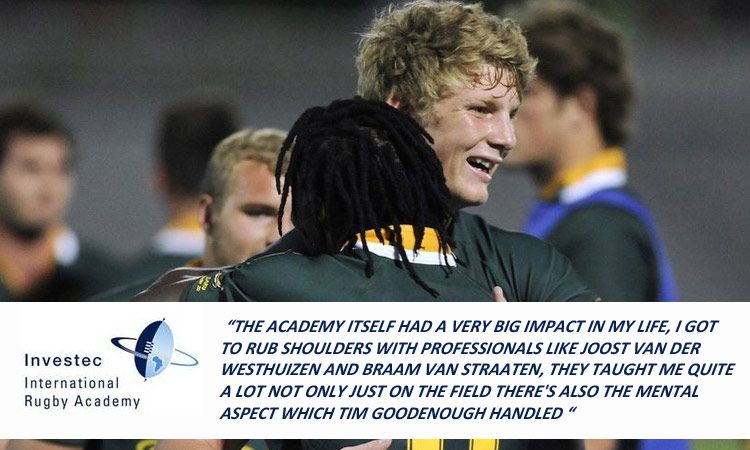 Investec
International
Rugby Academy
“THE ACADEMY ITSELF HAD A VERY BIG IMPACT IN MY LIFE, I GOT
TO RUB SHOULDERS WITH PROFESSIONALS LIKE JOOST VAN DER
WESTHUIZEN AND BRAAM VAN STRAATEN, THEY TAUGHT ME QUITE
A LOT NOT ONLY JUST ON THE FIELD THERE'S ALSO THE MENTAL
ASPECT WHICH TIM GOODENOUGH HANDLED “